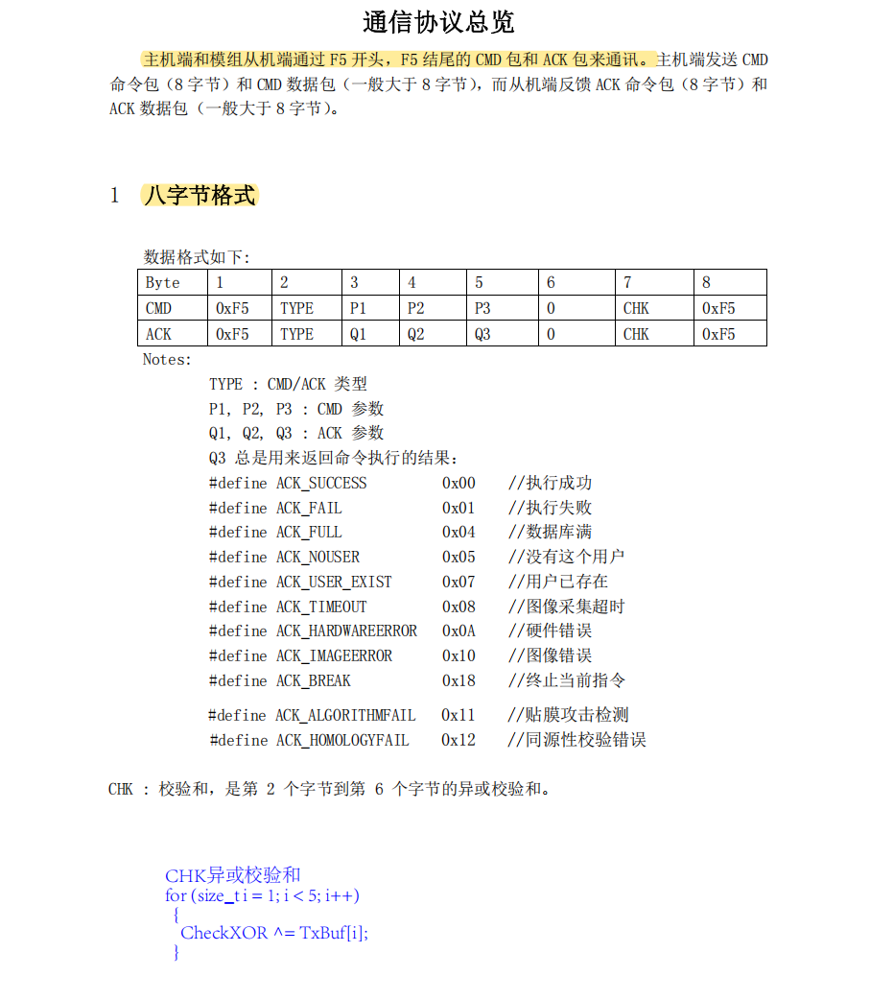 通信协议总览
主机端和模组从机端通过 F5 开头，F5 结尾的 CMD 包和 ACK 包来通讯。主机端发送 CMD
命令包（8 字节）和 CMD 数据包（一般大于 8 字节），而从机端反馈 ACK 命令包（8 字节）和
ACK 数据包（一般大于 8 字节）。
1 八字节格式
数据格式如下:
Byte 1 2 3 4 5 6 7 8
CMD 0xF5 TYPE P1 P2 P3 0 CHK 0xF5
ACK 0xF5 TYPE Q1 Q2 Q3 0 CHK 0xF5
Notes:
TYPE : CMD/ACK 类型
P1, P2, P3 : CMD 参数
Q1, Q2, Q3 : ACK 参数
Q3 总是用来返回命令执行的结果:
#define ACK_SUCCESS 0x00 //执行成功
#define ACK_FAIL 0x01 //执行失败
#define ACK_FULL 0x04 //数据库满
#define ACK_NOUSER 0x05 //没有这个用户
#define ACK_USER_EXIST 0x07 //用户已存在
#define ACK_TIMEOUT 0x08 //图像采集超时
#define ACK_HARDWAREERROR 0x0A //硬件错误
#define ACK_IMAGEERROR 0x10 //图像错误
#define ACK_BREAK 0x18 //终止当前指令
#define ACK_ALGORITHMFAIL 0x11 //贴膜攻击检测
#define ACK_HOMOLOGYFAIL 0x12 //同源性校验错误
CHK : 校验和，是第 2 个字节到第 6 个字节的异或校验和。
CHK异或校验和
for (size_t i = 1; i < 5; i++)
{
CheckXOR ^= TxBuf[i];
}